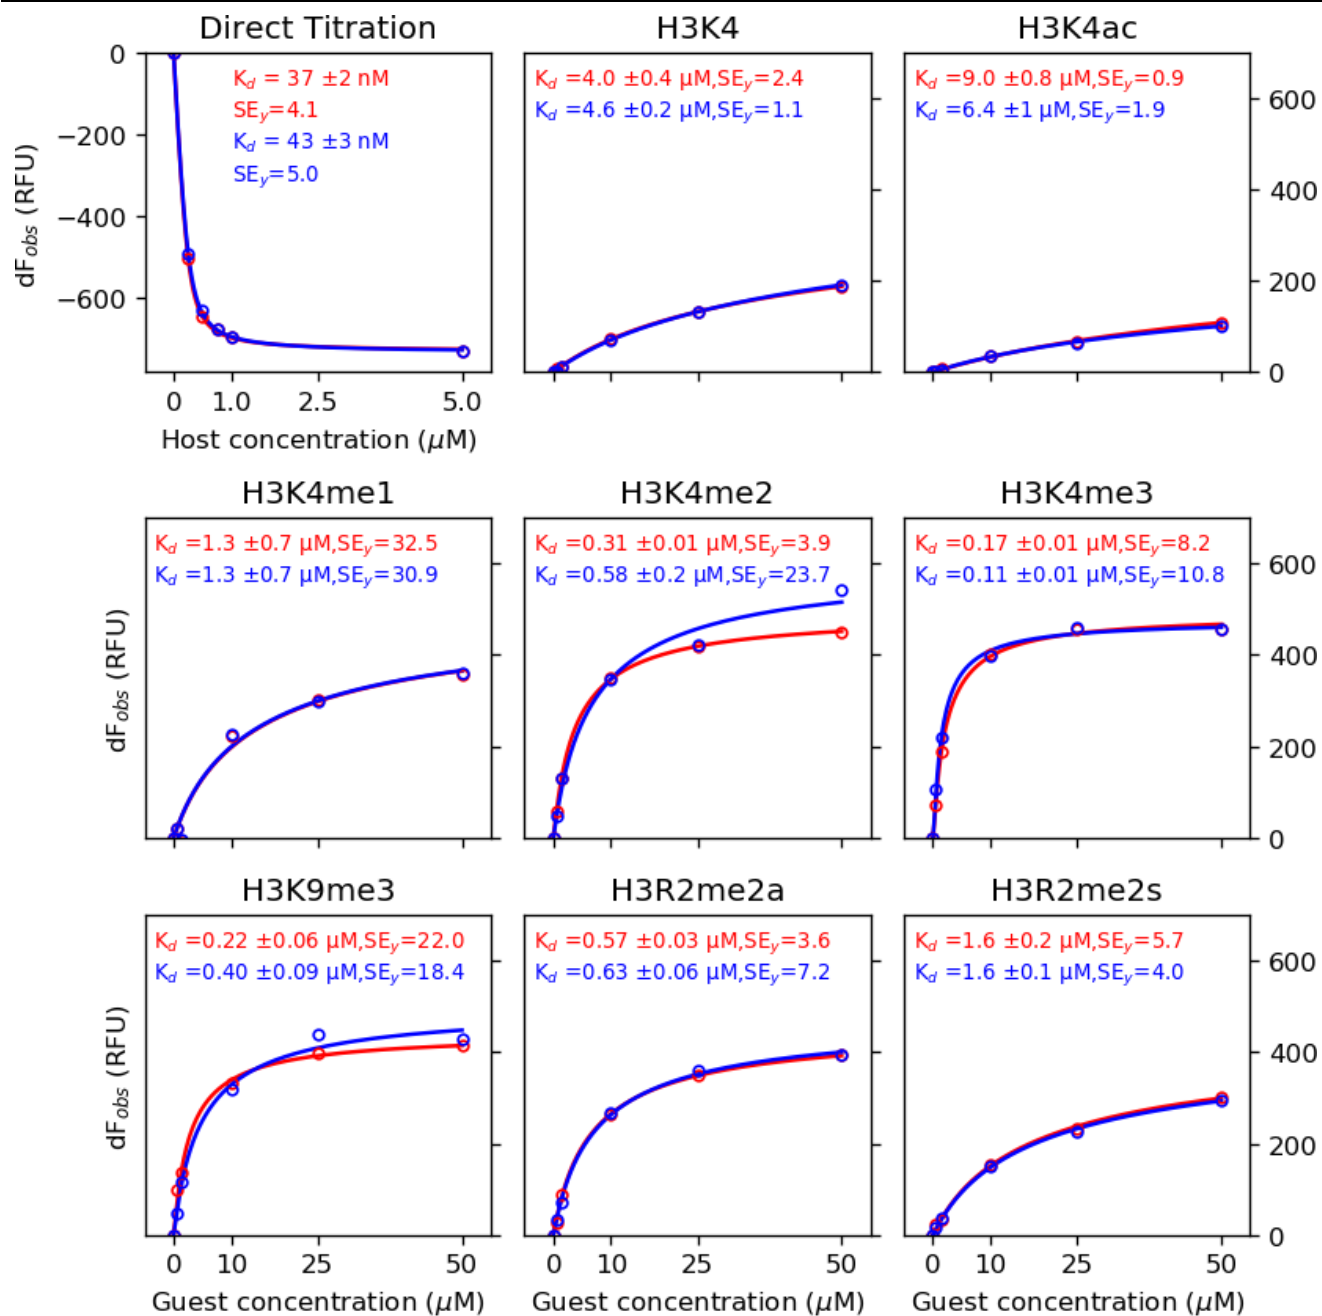 Direct Titration
H3K4
H3K4ac
dF_obs (RFU)
0
−200
−400
−600
K_d = 37 ±2 nM
SE_y=4.1
K_d = 43 ±3 nM
SE_y=5.0
K_d =4.0 ±0.4 µM,SE_y=2.4
K_d =4.6 ±0.2 µM,SE_y=1.1
K_d =9.0 ±0.8 µM,SE_y=0.9
K_d =6.4 ±1 µM,SE_y=1.9
600
400
200
0
0 1.0 2.5 5.0
Host concentration (μM)
H3K4me1
H3K4me2
H3K4me3
dF_obs (RFU)
K_d =1.3 ±0.7 µM,SE_y=32.5
K_d =1.3 ±0.7 µM,SE_y=30.9
K_d =0.31 ±0.01 µM,SE_y=3.9
K_d =0.58 ±0.2 µM,SE_y=23.7
K_d =0.17 ±0.01 µM,SE_y=8.2
K_d =0.11 ±0.01 µM,SE_y=10.8
600
400
200
0
H3K9me3
H3R2me2a
H3R2me2s
dF_obs (RFU)
K_d =0.22 ±0.06 µM,SE_y=22.0
K_d =0.40 ±0.09 µM,SE_y=18.4
K_d =0.57 ±0.03 µM,SE_y=3.6
K_d =0.63 ±0.06 µM,SE_y=7.2
K_d =1.6 ±0.2 µM,SE_y=5.7
K_d =1.6 ±0.1 µM,SE_y=4.0
600
400
200
0
0 10 25 50
0 10 25 50
0 10 25 50
Guest concentration (μM)
Guest concentration (μM)
Guest concentration (μM)